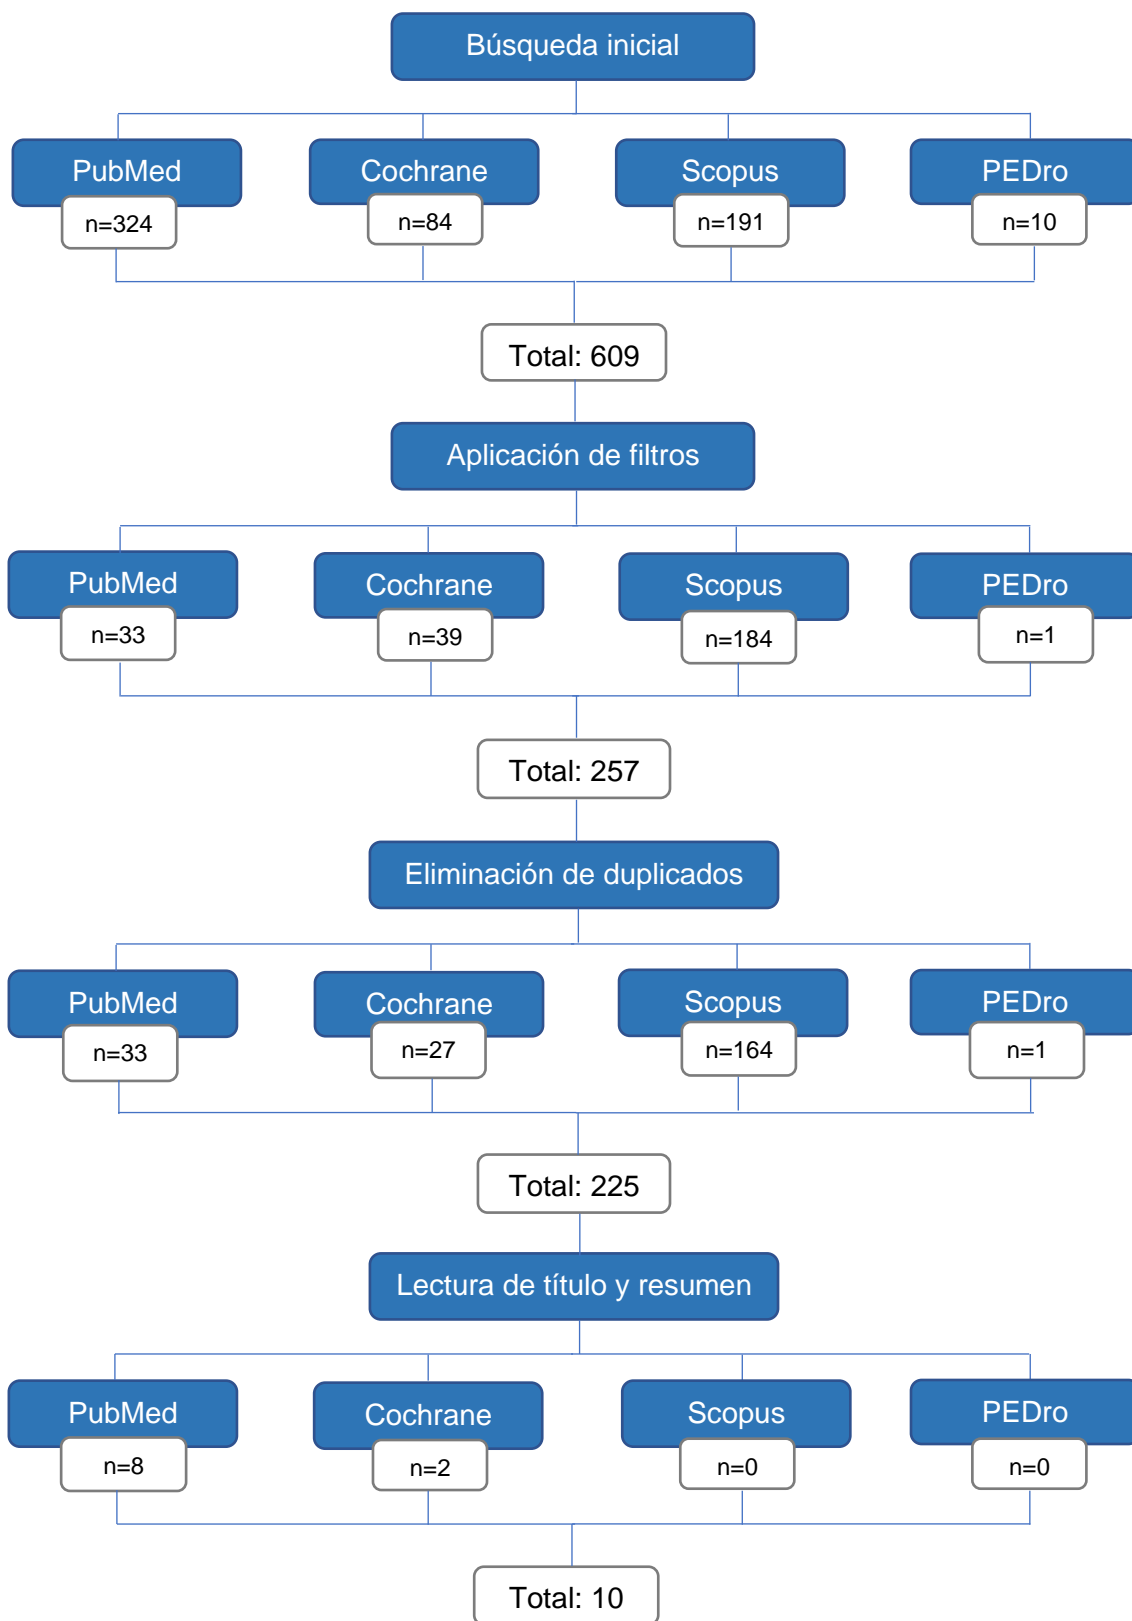 Búsqueda inicial
PubMed
n=324
Cochrane
n=84
Scopus
n=191
PEDro
n=10
Total: 609
Aplicación de filtros
PubMed
n=33
Cochrane
n=39
Scopus
n=184
PEDro
n=1
Total: 257
Eliminación de duplicados
PubMed
n=33
Cochrane
n=27
Scopus
n=164
PEDro
n=1
Total: 225
Lectura de título y resumen
PubMed
n=8
Cochrane
n=2
Scopus
n=0
PEDro
n=0
Total: 10